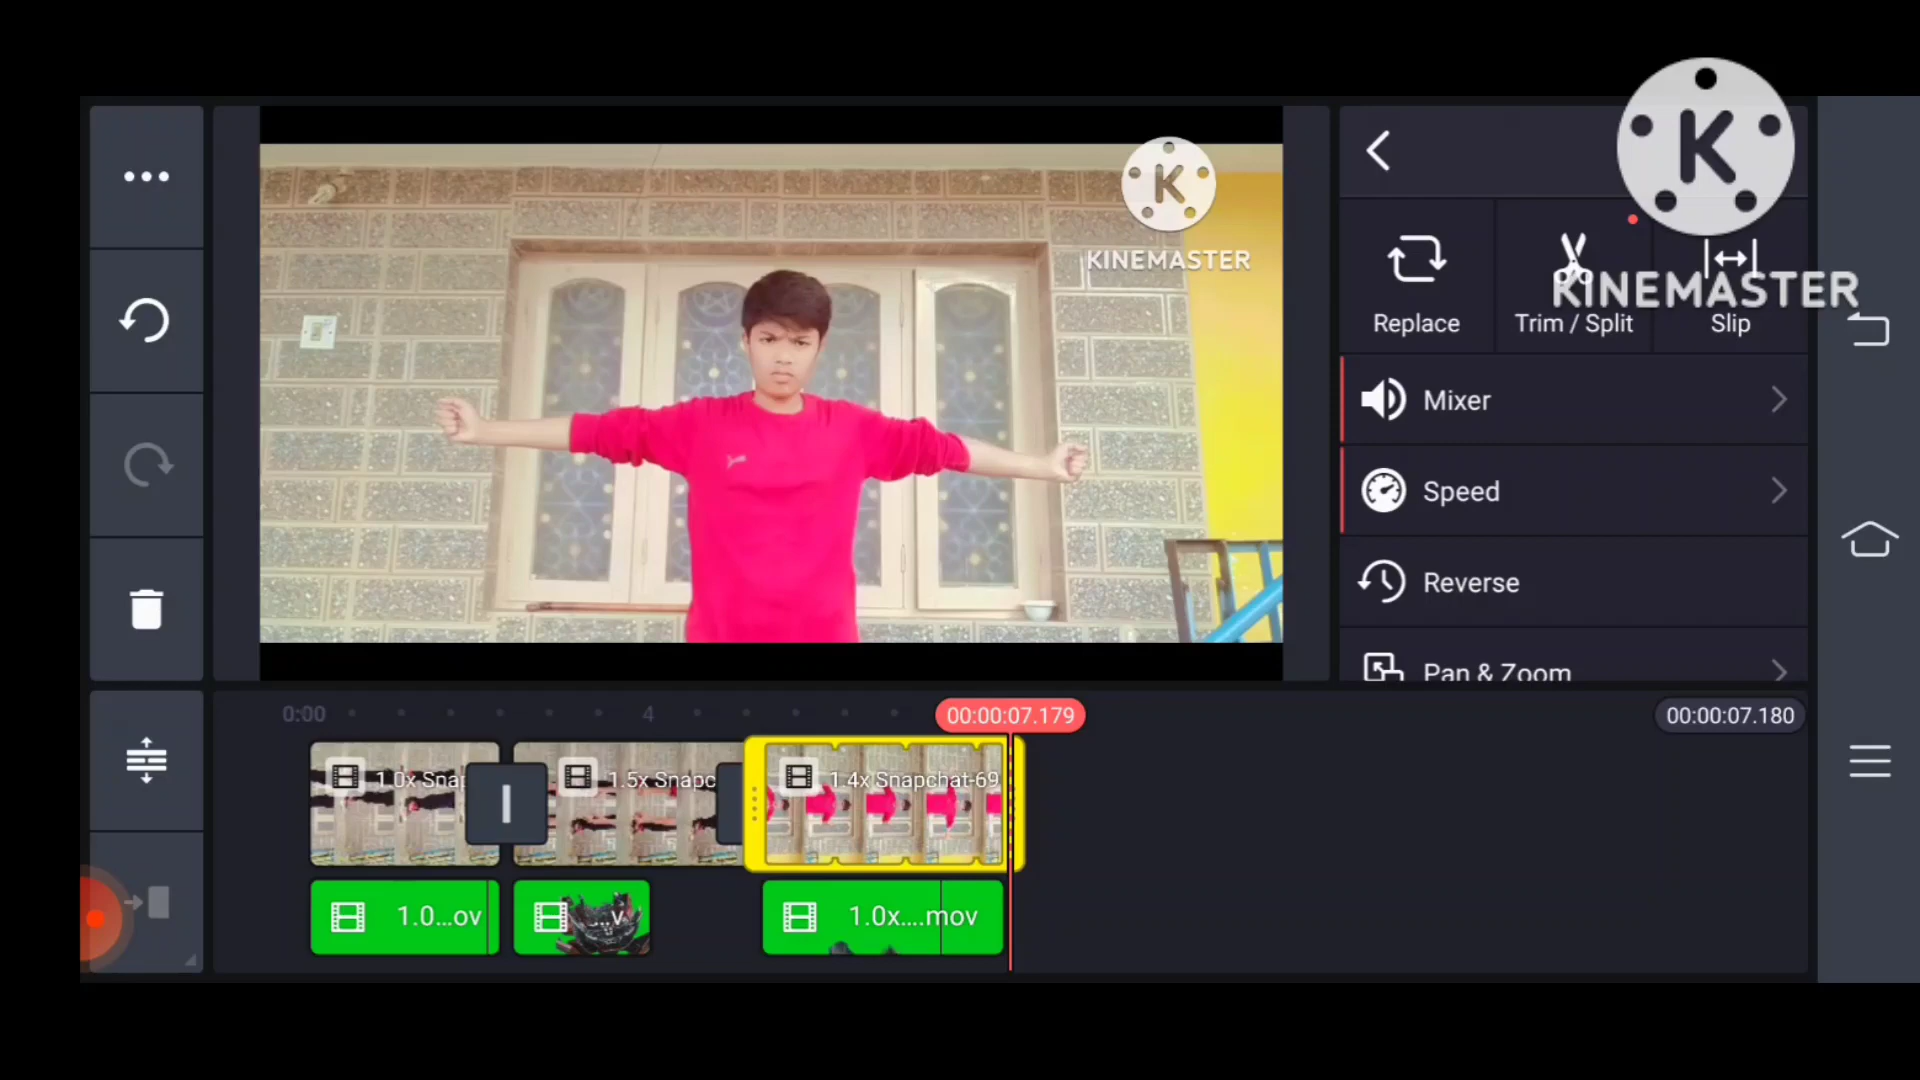 K
KINEMASTER
K
KINEMASTER
Replace
Trim / Split
Slip
Mixer
Speed
Reverse
Pan & Zoom
0:00
4
00:00:07.179
00:00:07.180
1.0x Snap
1.5x Snapc
1.4x Snapchat-69
1.0...ov
...v
1.0x....mov